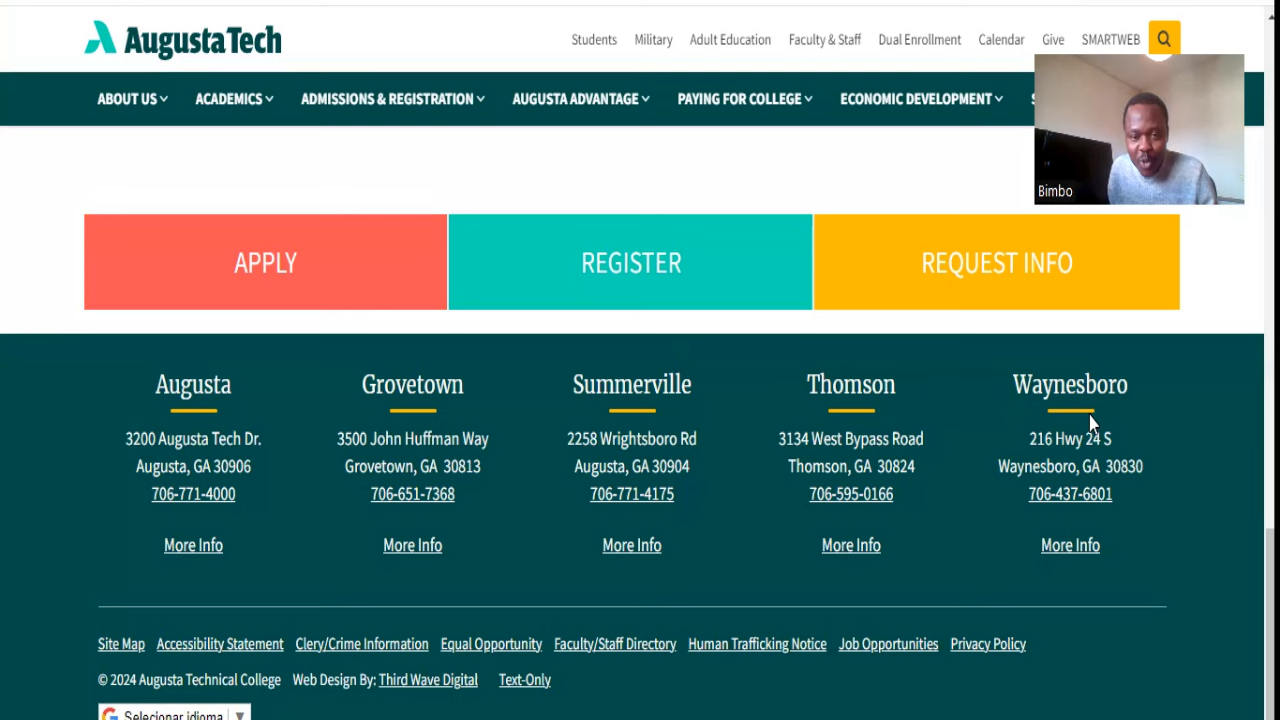 AugustaTech
Students Military Adult Education Faculty & Staff Dual Enrollment Calendar Give SMARTWEB
ABOUT US ACADEMICS ADMISSIONS & REGISTRATION AUGUSTA ADVANTAGE PAYING FOR COLLEGE ECONOMIC DEVELOPMENT
Bimbo
APPLY REGISTER REQUEST INFO
Augusta
3200 Augusta Tech Dr.
Augusta, GA 30906
706-771-4000
More Info
Grovetown
3500 John Huffman Way
Grovetown, GA 30813
706-651-7368
More Info
Summerville
2258 Wrightsboro Rd
Augusta, GA 30904
706-771-4175
More Info
Thomson
3134 West Bypass Road
Thomson, GA 30824
706-595-0166
More Info
Waynesboro
216 Hwy 24 S
Waynesboro, GA 30830
706-437-6801
More Info
Site Map Accessibility Statement Clery/Crime Information Equal Opportunity Faculty/Staff Directory Human Trafficking Notice Job Opportunities Privacy Policy
© 2024 Augusta Technical College Web Design By: Third Wave Digital Text-Only
Selecionar idioma